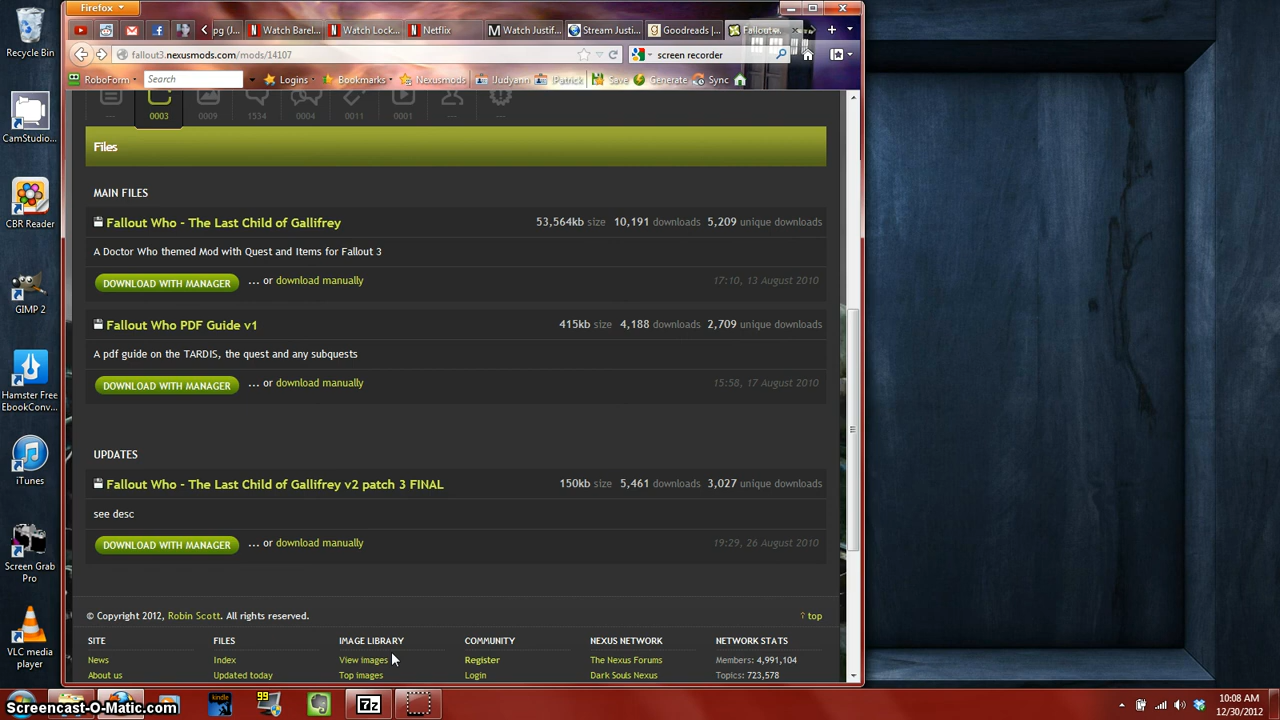 Firefox
pg (J...
Watch Barel...
Watch Lock...
Netflix
Watch Justif...
Stream Justi...
Goodreads |...
Fallout...
fallout3.nexusmods.com/mods/14107
screen recorder
RoboForm
Search
Logins
Bookmarks
Nexusmods
Judyann
Patrick
Save
Generate
Sync
Recycle Bin
CamStudio...
CBR Reader
GIMP 2
Hamster Free
EbookConv...
iTunes
Screen Grab
Pro
VLC media
player
--- 0003 0009 1534 0004 0011 0001 --- ---
Files
MAIN FILES
Fallout Who - The Last Child of Gallifrey 53,564kb size 10,191 downloads 5,209 unique downloads
A Doctor Who themed Mod with Quest and Items for Fallout 3
DOWNLOAD WITH MANAGER ... or download manually 17:10, 13 August 2010
Fallout Who PDF Guide v1 415kb size 4,188 downloads 2,709 unique downloads
A pdf guide on the TARDIS, the quest and any subquests
DOWNLOAD WITH MANAGER ... or download manually 15:58, 17 August 2010
UPDATES
Fallout Who - The Last Child of Gallifrey v2 patch 3 FINAL 150kb size 5,461 downloads 3,027 unique downloads
see desc
DOWNLOAD WITH MANAGER ... or download manually 19:29, 26 August 2010
© Copyright 2012, Robin Scott. All rights reserved. top
SITE FILES IMAGE LIBRARY COMMUNITY NEXUS NETWORK NETWORK STATS
News Index View images Register The Nexus Forums Members: 4,991,104
About us Updated today Top images Login Dark Souls Nexus Topics: 723,578
Screencast-O-Matic.com
kindle
99
7z
10:08 AM
12/30/2012